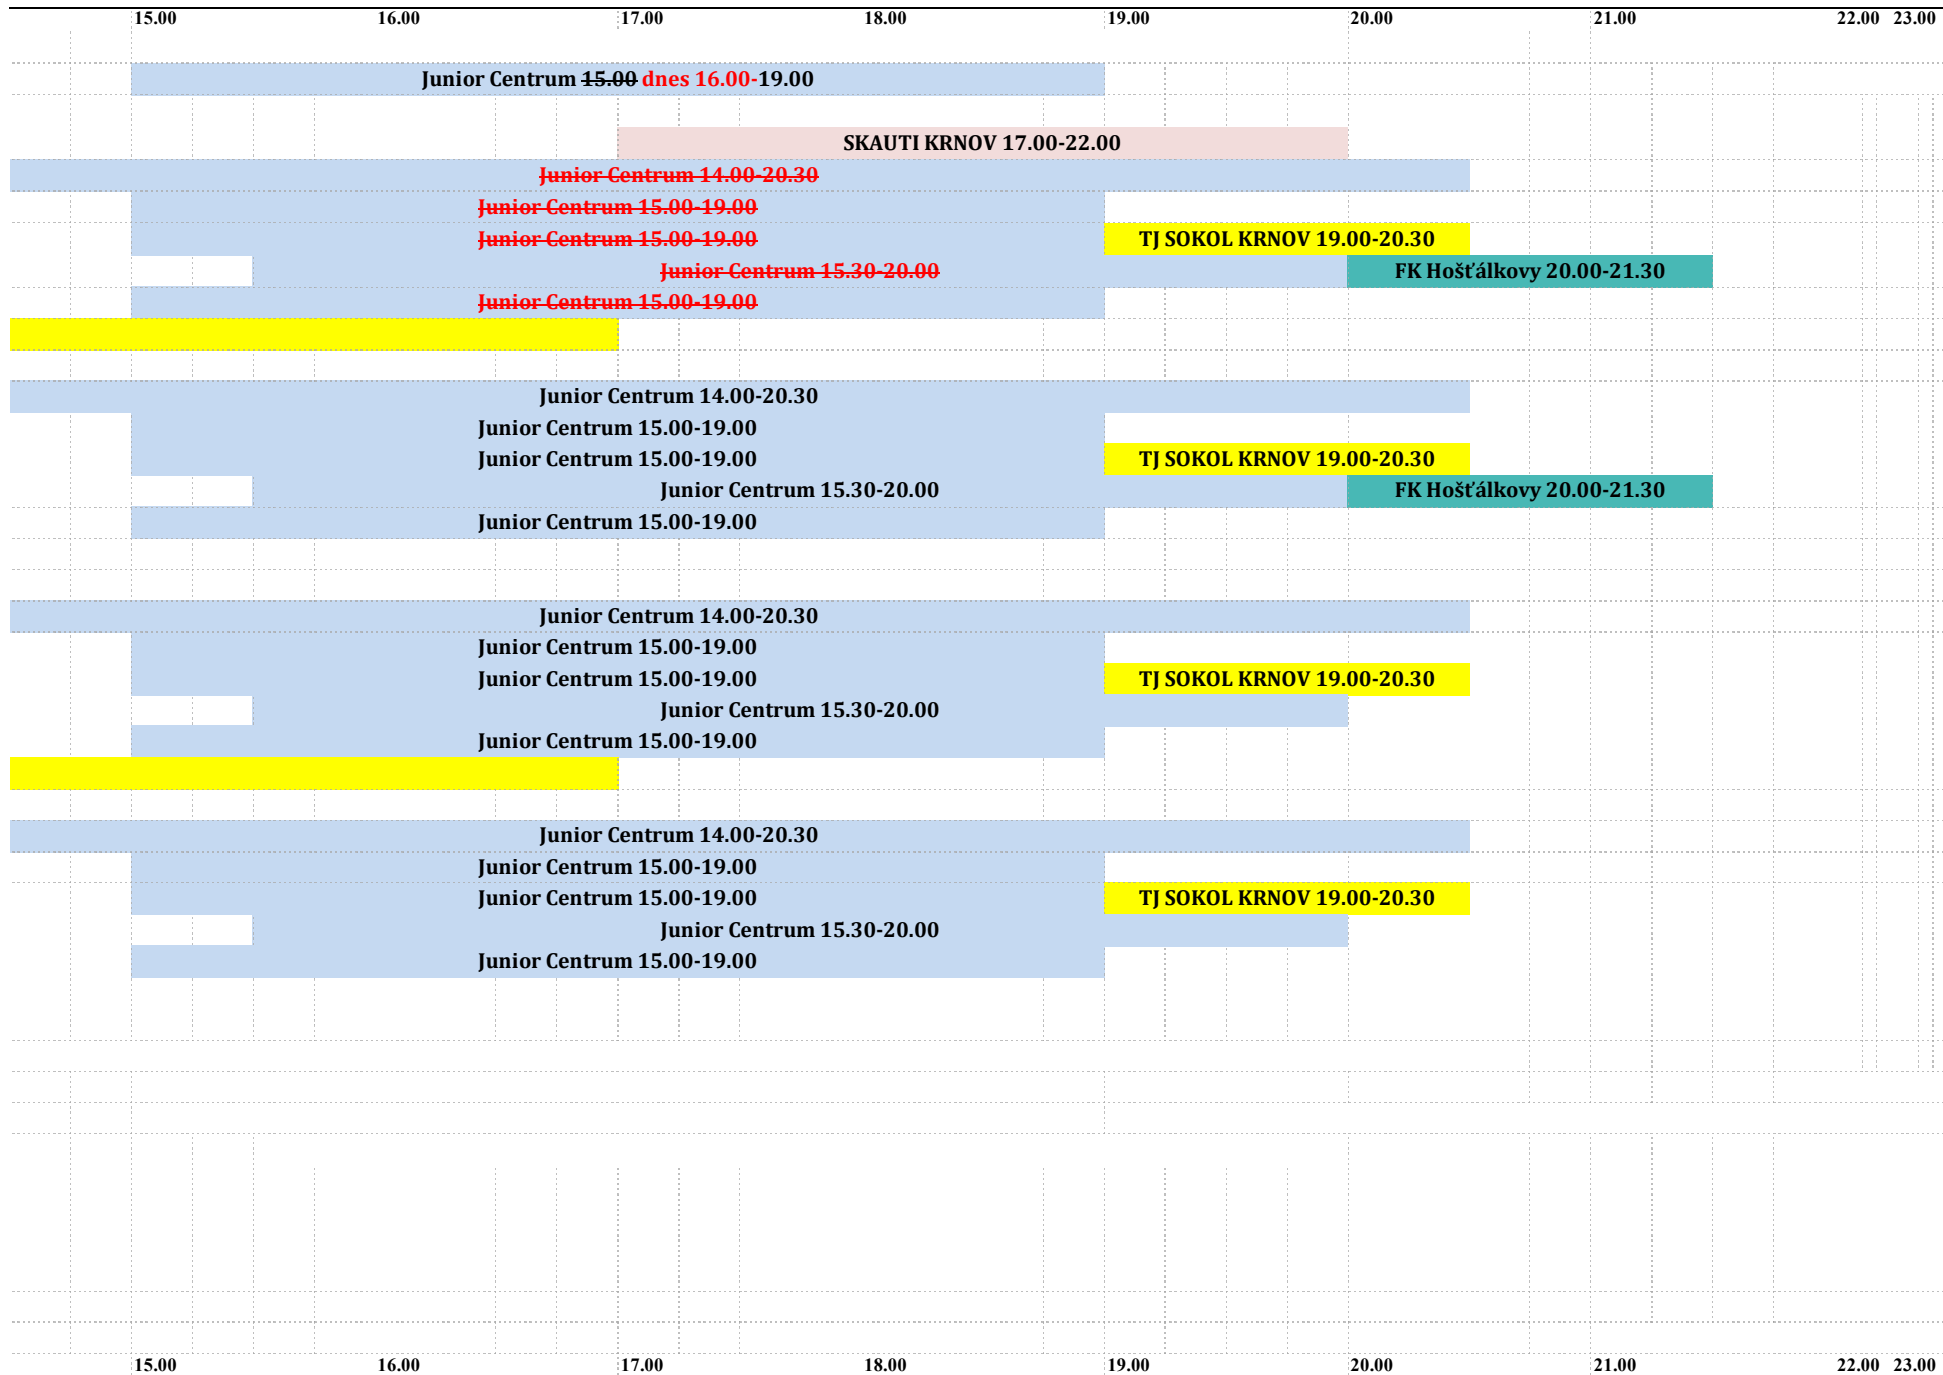 15.00 16.00 17.00 18.00 19.00 20.00 21.00 22.00 23.00
Junior Centrum 15.00 dnes 16.00-19.00
SKAUTI KRNOV 17.00-22.00
Junior Centrum 14.00-20.30
Junior Centrum 15.00-19.00
Junior Centrum 15.00-19.00 TJ SOKOL KRNOV 19.00-20.30
Junior Centrum 15.30-20.00 FK Hošťálkovy 20.00-21.30
Junior Centrum 15.00-19.00
Junior Centrum 14.00-20.30
Junior Centrum 15.00-19.00
Junior Centrum 15.00-19.00 TJ SOKOL KRNOV 19.00-20.30
Junior Centrum 15.30-20.00 FK Hošťálkovy 20.00-21.30
Junior Centrum 15.00-19.00
Junior Centrum 14.00-20.30
Junior Centrum 15.00-19.00
Junior Centrum 15.00-19.00 TJ SOKOL KRNOV 19.00-20.30
Junior Centrum 15.30-20.00
Junior Centrum 15.00-19.00
Junior Centrum 14.00-20.30
Junior Centrum 15.00-19.00
Junior Centrum 15.00-19.00 TJ SOKOL KRNOV 19.00-20.30
Junior Centrum 15.30-20.00
Junior Centrum 15.00-19.00
15.00 16.00 17.00 18.00 19.00 20.00 21.00 22.00 23.00